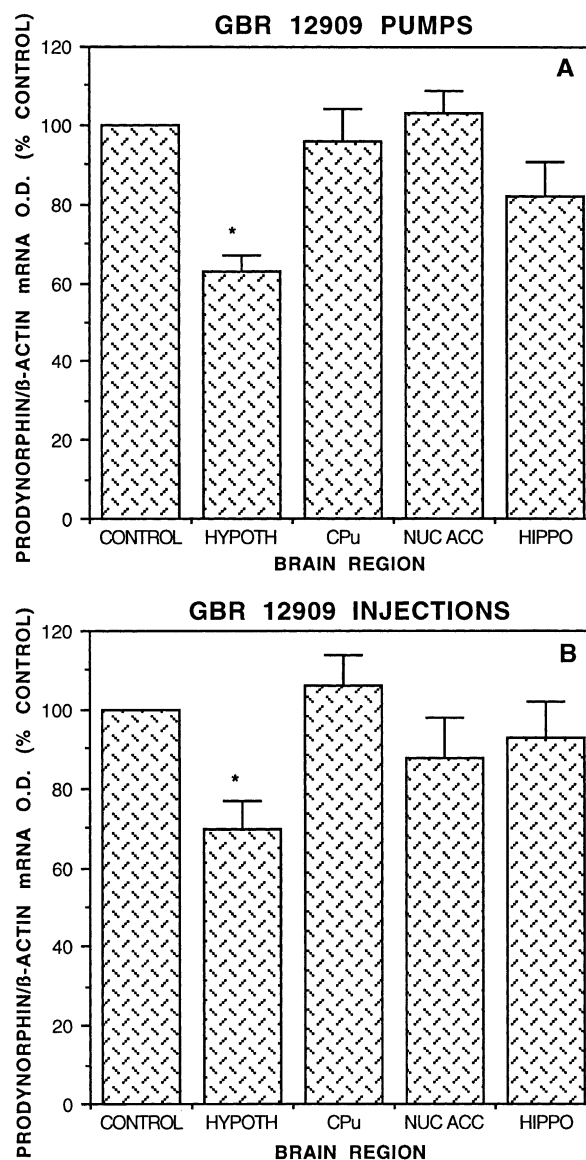 GBR 12909 PUMPS
A
PRODYNORPHIN/ß-ACTIN mRNA O.D. (% CONTROL)
120
100
80
60
40
20
0
*
CONTROL HYPOTH CPu NUC ACC HIPPO
BRAIN REGION
GBR 12909 INJECTIONS
B
PRODYNORPHIN/ß-ACTIN mRNA O.D. (% CONTROL)
120
100
80
60
40
20
0
*
CONTROL HYPOTH CPu NUC ACC HIPPO
BRAIN REGION